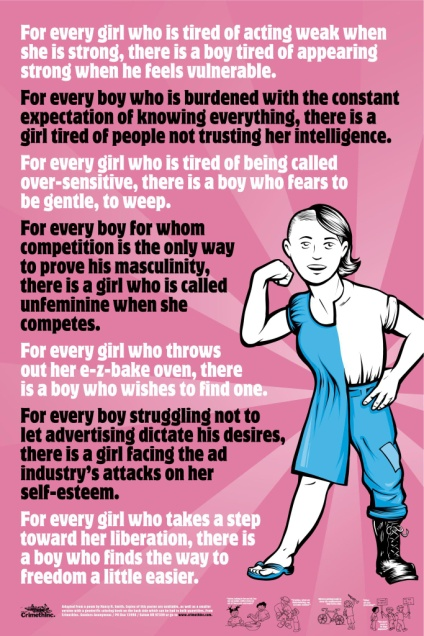 For every girl who is tired of acting weak when
she is strong, there is a boy tired of appearing
strong when he feels vulnerable.
For every boy who is burdened with the constant
expectation of knowing everything, there is a
girl tired of people not trusting her intelligence.
For every girl who is tired of being called
over-sensitive, there is a boy who fears to
be gentle, to weep.
For every boy for whom
competition is the only way
to prove his masculinity,
there is a girl who is called
unfeminine when she
competes.
For every girl who throws
out her e-z-bake oven, there
is a boy who wishes to find one.
For every boy struggling not to
let advertising dictate his desires,
there is a girl facing the ad
industry's attacks on her
self-esteem.
For every girl who takes a step
toward her liberation, there is
a boy who finds the way to
freedom a little easier.
CrimethInc.